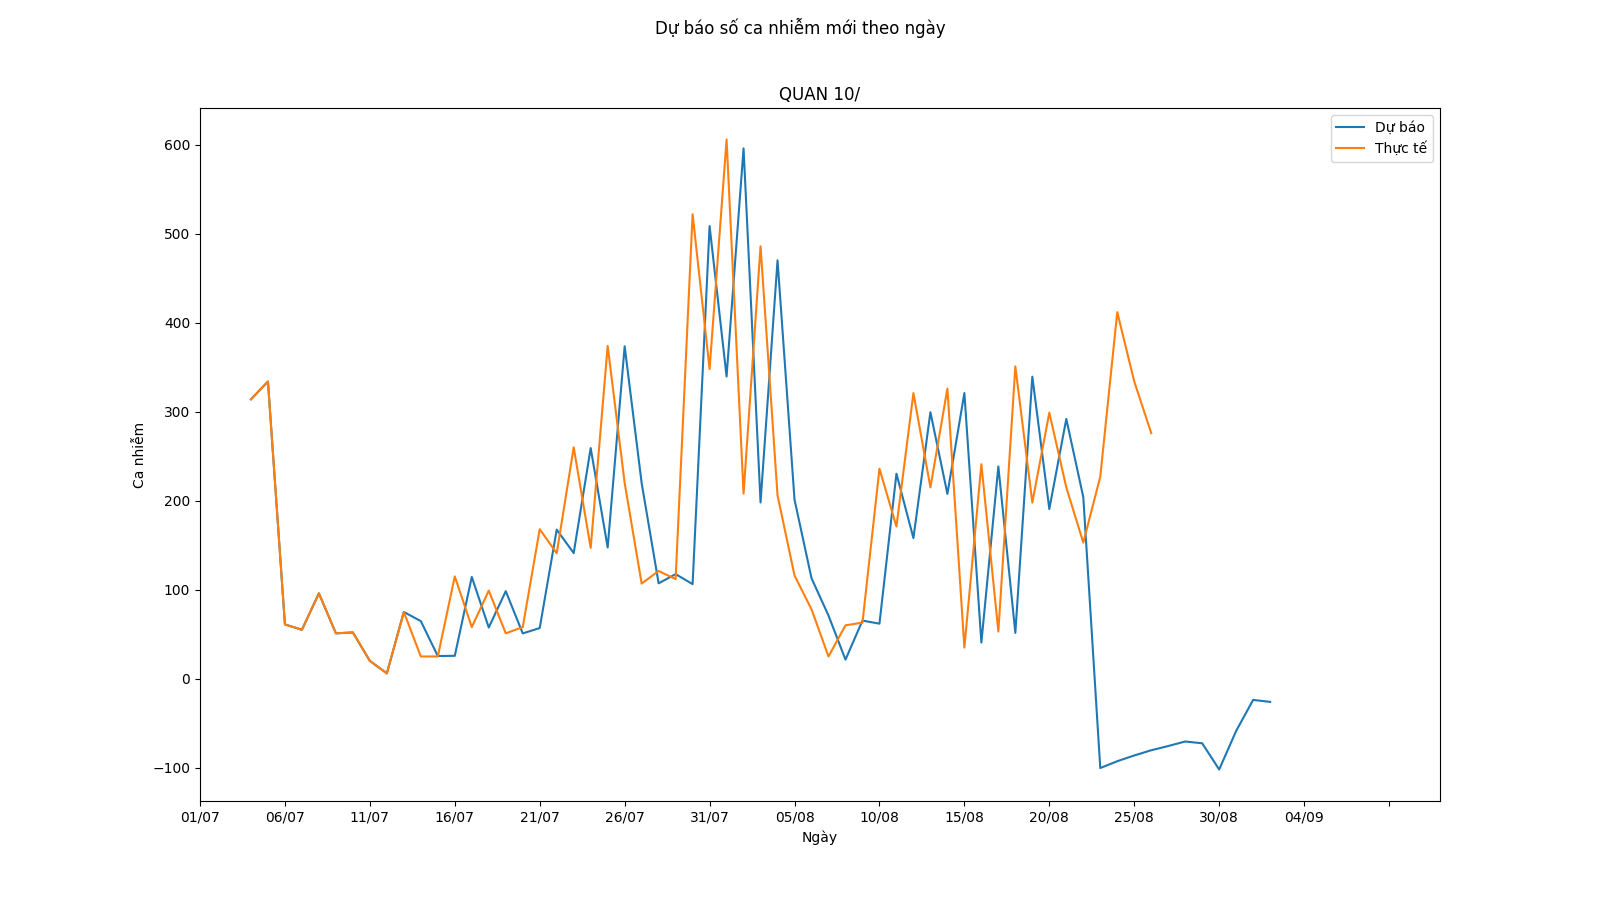 Dự báo số ca nhiễm mới theo ngày
QUAN 10/
Dự báo
Thực tế
Ca nhiễm
600
500
400
300
200
100
0
−100
01/07 06/07 11/07 16/07 21/07 26/07 31/07 05/08 10/08 15/08 20/08 25/08 30/08 04/09
Ngày